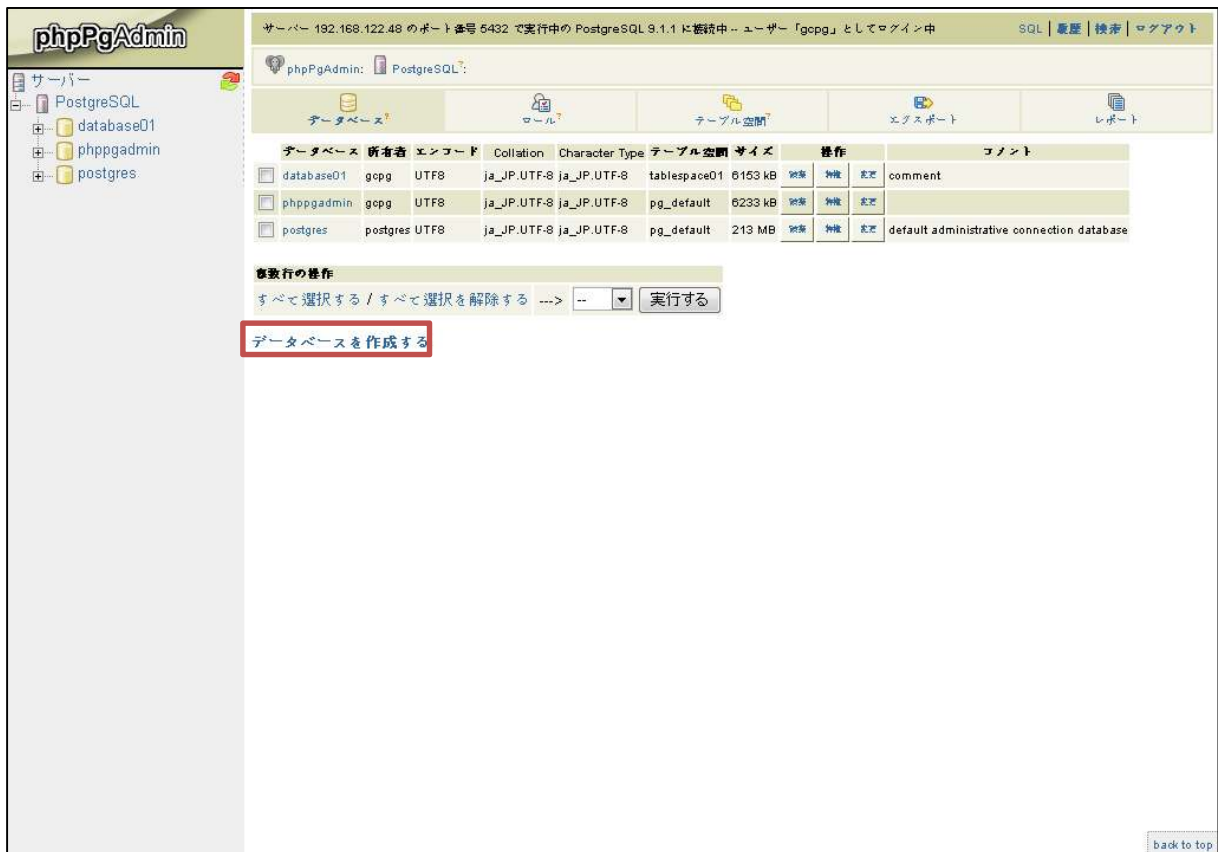 phpPgAdmin
サーバー
PostgreSQL
database01
phppgadmin
postgres
サーバー 192.168.122.48 のポート番号 5432 で実行中の PostgreSQL 9.1.1 に接続中 -- ユーザー「gcpg」としてログイン中
SQL | 履歴 | 検索 | ログアウト
phpPgAdmin: PostgreSQL?:
データベース? ロール? テーブル空間? エクスポート レポート
データベース 所有者 エンコード Collation Character Type テーブル空間 サイズ 操作 コメント
database01 gcpg UTF8 ja_JP.UTF-8 ja_JP.UTF-8 tablespace01 6153 kB 破棄 特権 変更 comment
phppgadmin gcpg UTF8 ja_JP.UTF-8 ja_JP.UTF-8 pg_default 6233 kB 破棄 特権 変更
postgres postgres UTF8 ja_JP.UTF-8 ja_JP.UTF-8 pg_default 213 MB 破棄 特権 変更 default administrative connection database
複数行の操作
すべて選択する / すべて選択を解除する ---> -- 実行する
データベースを作成する
back to top